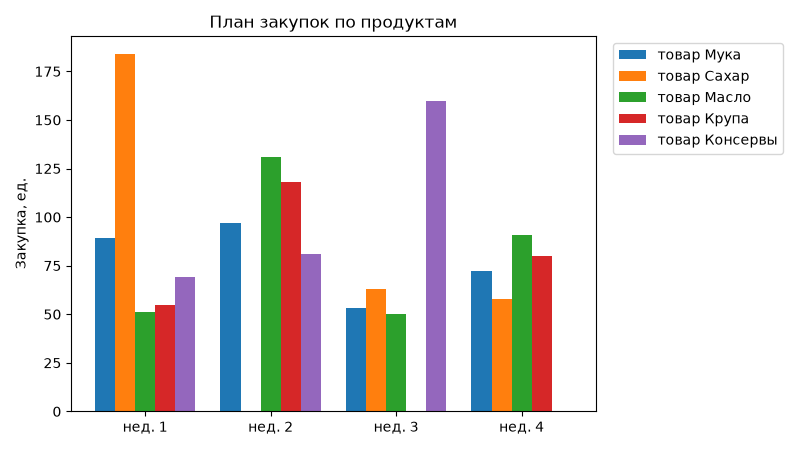 План закупок по продуктам
товар Мука
товар Сахар
товар Масло
товар Крупа
товар Консервы
Закупка, ед.
175
150
125
100
75
50
25
0
нед. 1
нед. 2
нед. 3
нед. 4